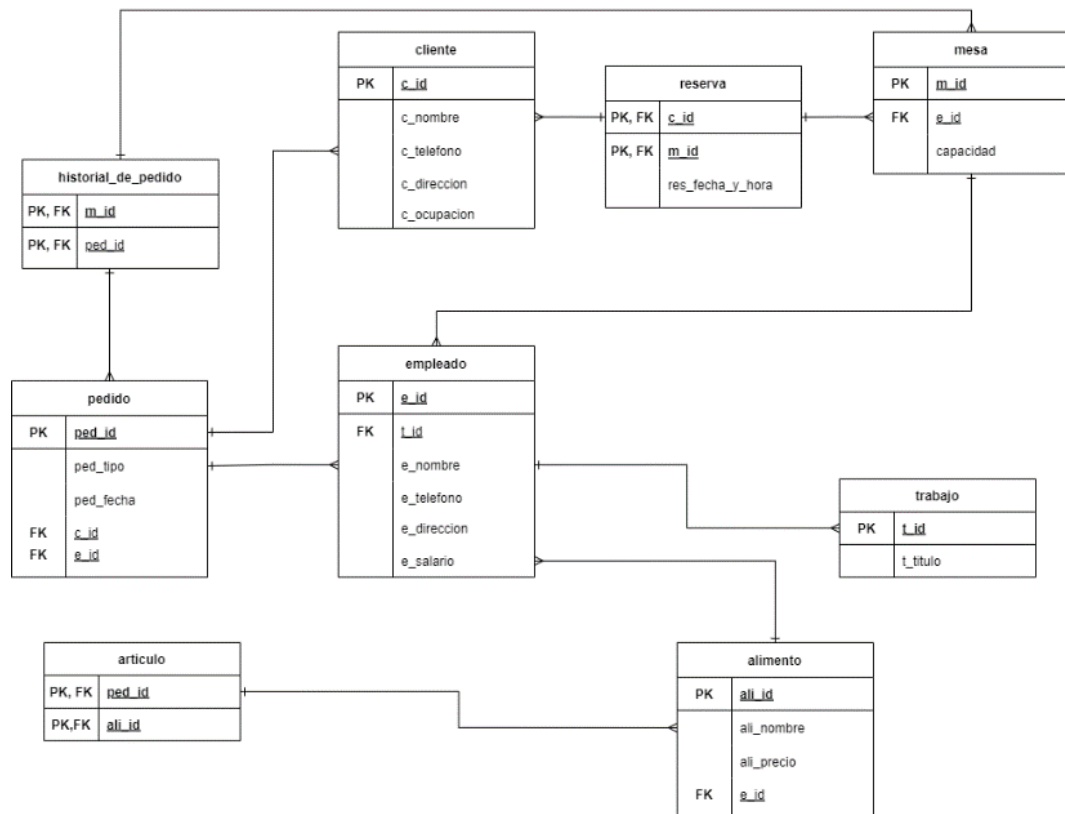 cliente
PK c_id
c_nombre
c_telefono
c_direccion
c_ocupacion
reserva
PK, FK c_id
PK, FK m_id
res_fecha_y_hora
mesa
PK m_id
FK e_id
capacidad
historial_de_pedido
PK, FK m_id
PK, FK ped_id
pedido
PK ped_id
ped_tipo
ped_fecha
FK c_id
FK e_id
empleado
PK e_id
FK t_id
e_nombre
e_telefono
e_direccion
e_salario
trabajo
PK t_id
t_titulo
articulo
PK, FK ped_id
PK,FK ali_id
alimento
PK ali_id
ali_nombre
ali_precio
FK e_id